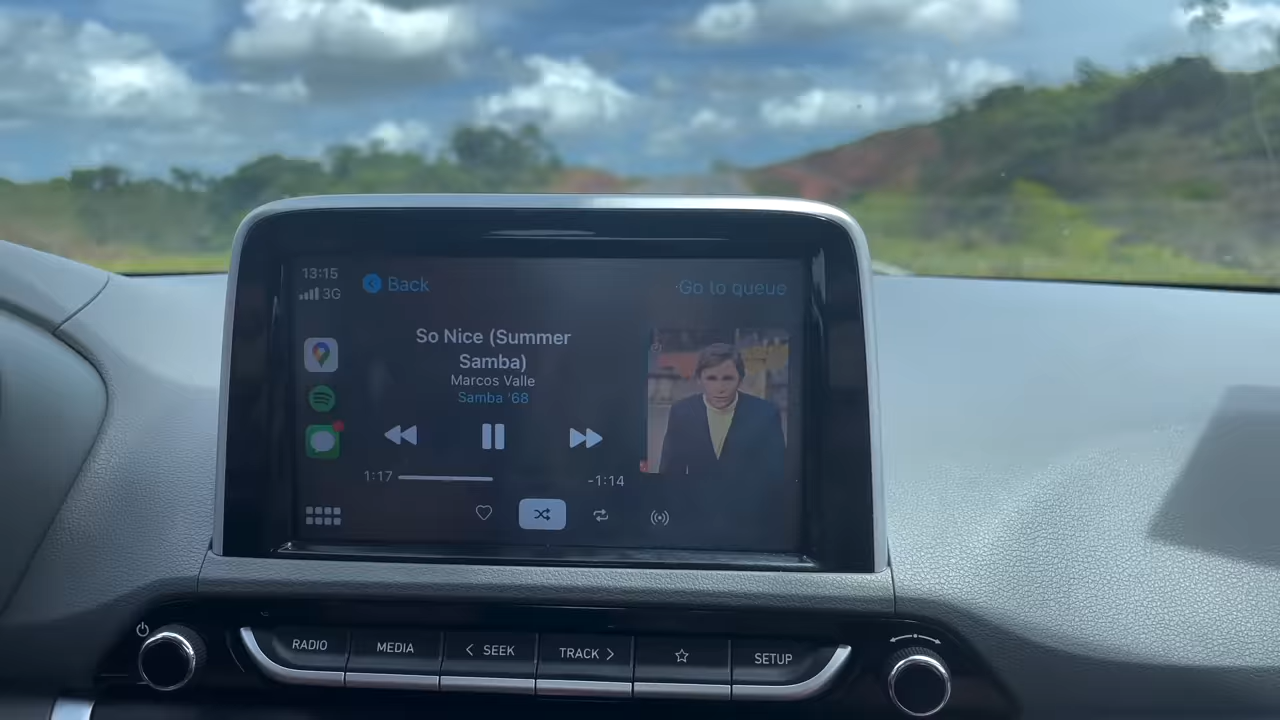 13:15
3G
Back
Go to queue
So Nice (Summer
Samba)
Marcos Valle
Samba '68
1:17
-1:14
RADIO
MEDIA
< SEEK
TRACK >
SETUP